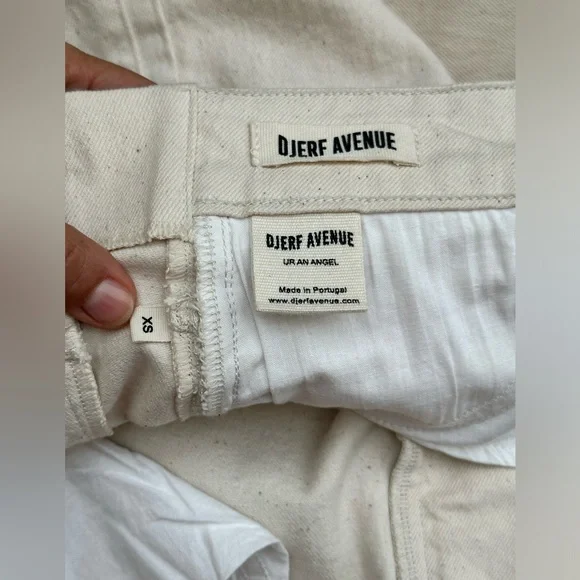 DJERF AVENUE
DJERF AVENUE
UR AN ANGEL
Made in Portugal
www.djerfavenue.com
XS